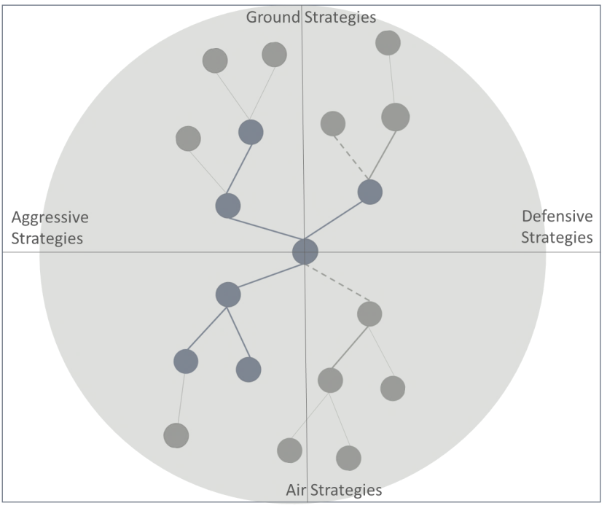 Ground Strategies
Aggressive
Strategies
Defensive
Strategies
Air Strategies